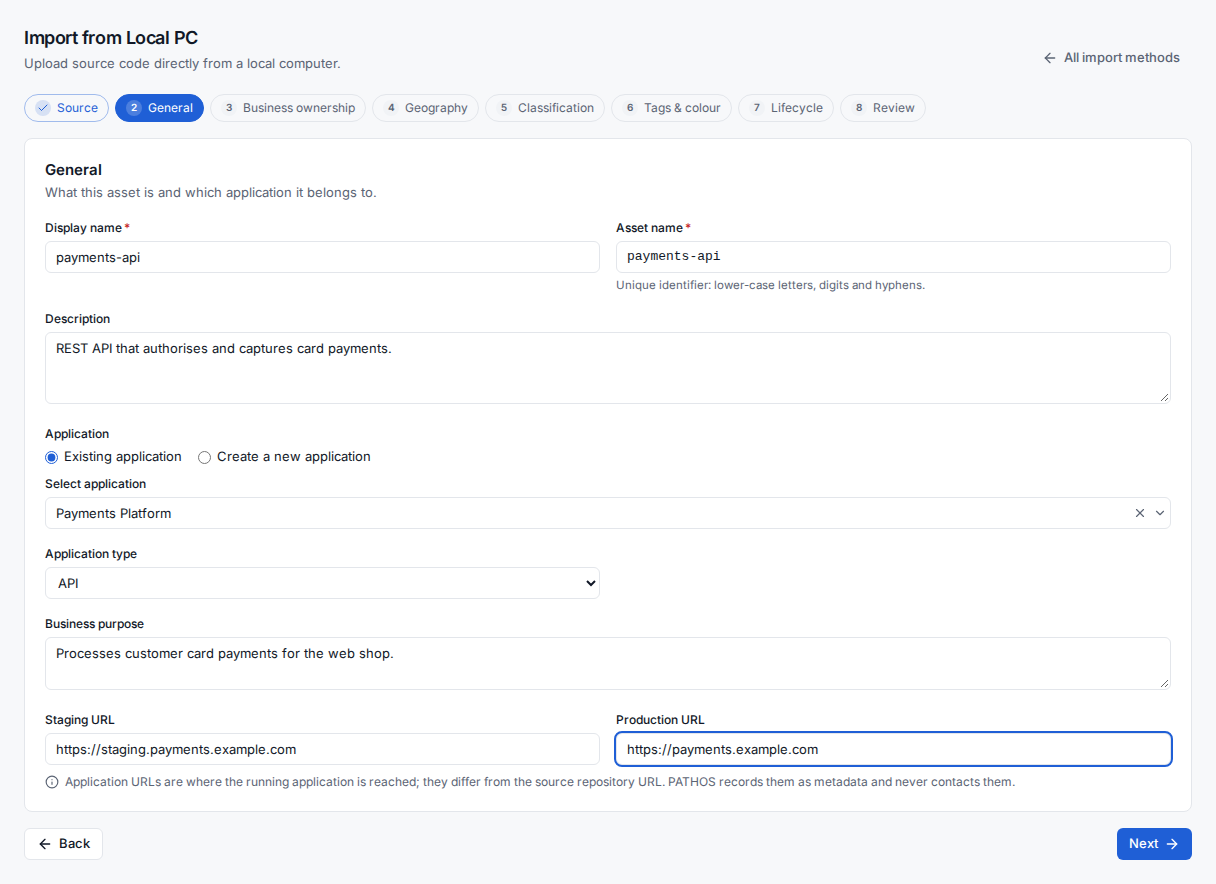 Import from Local PC
Upload source code directly from a local computer.
All import methods
Source
2 General
3 Business ownership
4 Geography
5 Classification
6 Tags & colour
7 Lifecycle
8 Review
General
What this asset is and which application it belongs to.
Display name *
payments-api
Asset name *
payments-api
Unique identifier: lower-case letters, digits and hyphens.
Description
REST API that authorises and captures card payments.
Application
Existing application
Create a new application
Select application
Payments Platform
Application type
API
Business purpose
Processes customer card payments for the web shop.
Staging URL
https://staging.payments.example.com
Production URL
https://payments.example.com
Application URLs are where the running application is reached; they differ from the source repository URL. PATHOS records them as metadata and never contacts them.
Back
Next